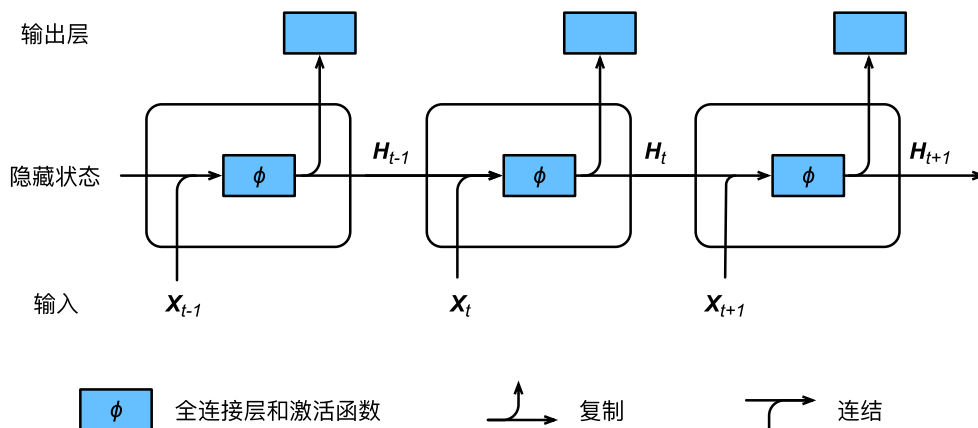 输出层
隐藏状态 ϕ H_{t-1} ϕ H_t ϕ H_{t+1}
输入 X_{t-1} X_t X_{t+1}
ϕ 全连接层和激活函数 复制 连结